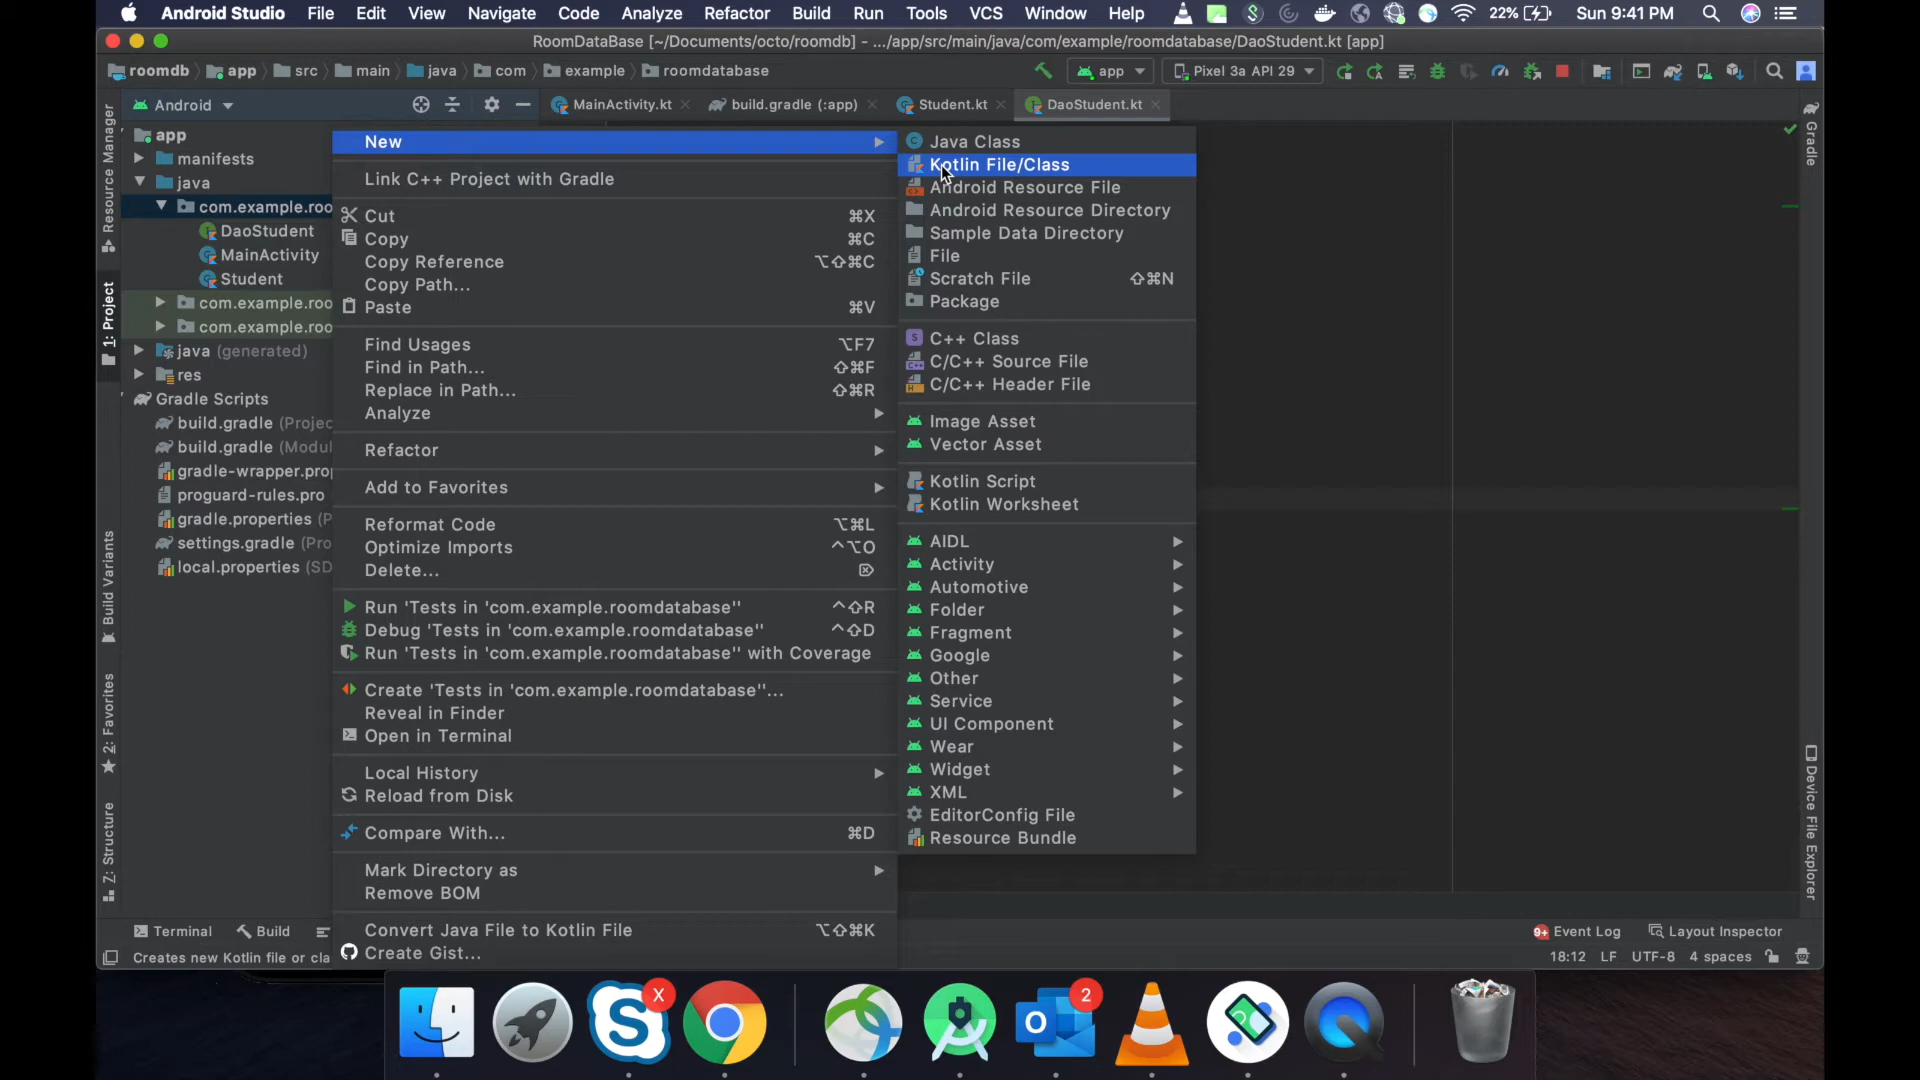 Android Studio File Edit View Navigate Code Analyze Refactor Build Run Tools VCS Window Help 22% Sun 9:41 PM
RoomDataBase [~/Documents/octo/roomdb] - .../app/src/main/java/com/example/roomdatabase/DaoStudent.kt [app]
roomdb app src main java com example roomdatabase app Pixel 3a API 29
Android MainActivity.kt build.gradle (:app) Student.kt DaoStudent.kt
Resource Manager
1: Project
Build Variants
2: Favorites
Z: Structure
app
manifests
java
com.example.roo
DaoStudent
MainActivity
Student
com.example.roo
com.example.roo
java (generated)
res
Gradle Scripts
build.gradle (Projec
build.gradle (Modul
gradle-wrapper.pro
proguard-rules.pro
gradle.properties (P
settings.gradle (Pro
local.properties (SD
New
Link C++ Project with Gradle
Cut ⌘X
Copy ⌘C
Copy Reference ⌥⇧⌘C
Copy Path...
Paste ⌘V
Find Usages ⌥F7
Find in Path... ⇧⌘F
Replace in Path... ⇧⌘R
Analyze
Refactor
Add to Favorites
Reformat Code ⌥⌘L
Optimize Imports ^⌥O
Delete... ⌦
Run 'Tests in 'com.example.roomdatabase'' ^⇧R
Debug 'Tests in 'com.example.roomdatabase'' ^⇧D
Run 'Tests in 'com.example.roomdatabase'' with Coverage
Create 'Tests in 'com.example.roomdatabase''...
Reveal in Finder
Open in Terminal
Local History
Reload from Disk
Compare With... ⌘D
Mark Directory as
Remove BOM
Convert Java File to Kotlin File ⌥⇧⌘K
Create Gist...
Java Class
Kotlin File/Class
Android Resource File
Android Resource Directory
Sample Data Directory
File
Scratch File ⇧⌘N
Package
C++ Class
C/C++ Source File
C/C++ Header File
Image Asset
Vector Asset
Kotlin Script
Kotlin Worksheet
AIDL
Activity
Automotive
Folder
Fragment
Google
Other
Service
UI Component
Wear
Widget
XML
EditorConfig File
Resource Bundle
Gradle
Device File Explorer
Terminal Build 9+ Event Log Layout Inspector
Creates new Kotlin file or cla 18:12 LF UTF-8 4 spaces
X
2